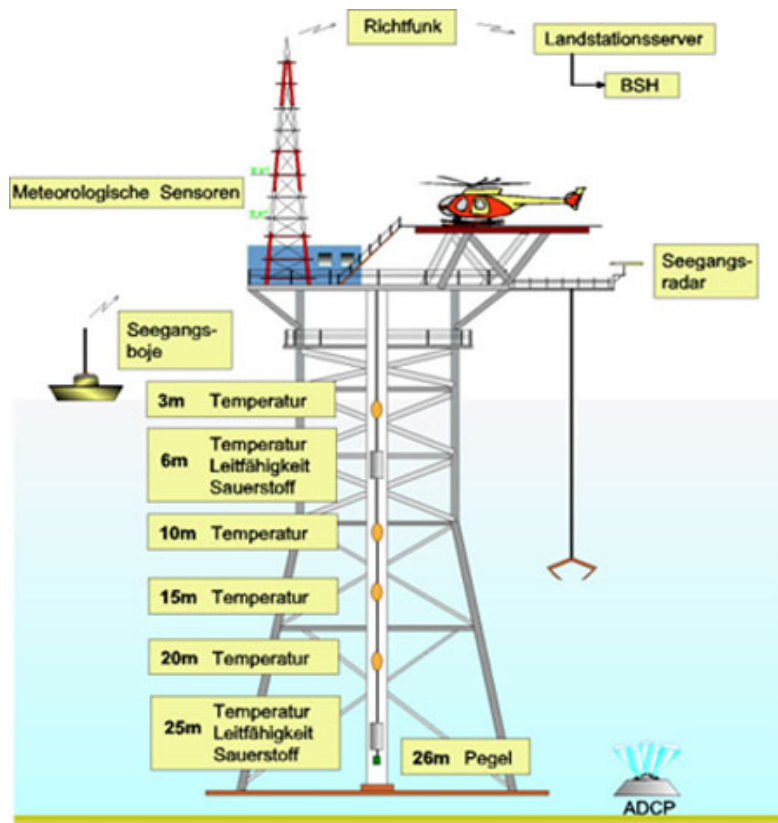 Richtfunk
Landstationsserver
BSH
Meteorologische Sensoren
Seegangs-
radar
Seegangs-
boje
3m Temperatur
Temperatur
6m Leitfähigkeit
Sauerstoff
10m Temperatur
15m Temperatur
20m Temperatur
Temperatur
25m Leitfähigkeit
Sauerstoff
26m Pegel
ADCP